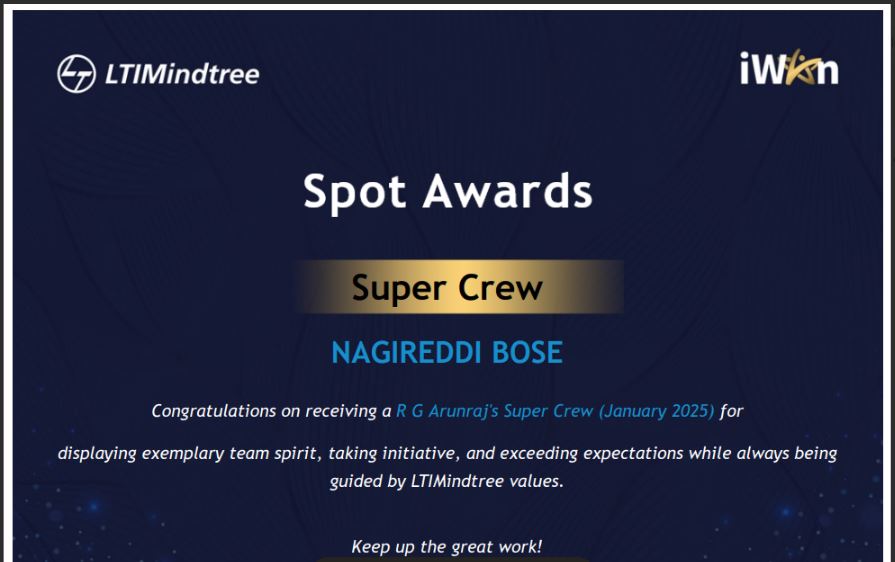 LTIMindtree
iWin
Spot Awards
Super Crew
NAGIREDDI BOSE
Congratulations on receiving a R G Arunraj's Super Crew (January 2025) for
displaying exemplary team spirit, taking initiative, and exceeding expectations while always being
guided by LTIMindtree values.
Keep up the great work!